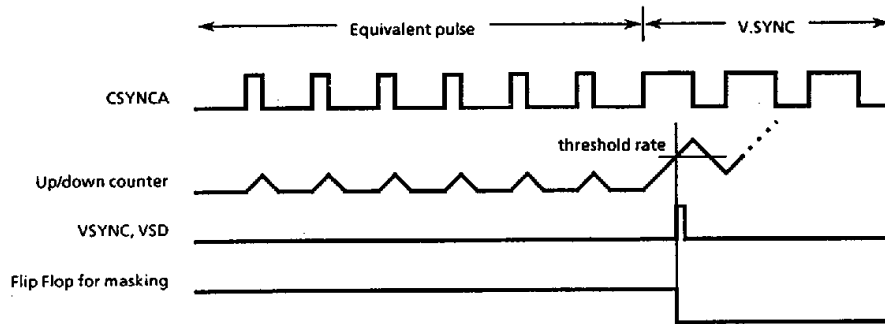 Equivalent pulse
V.SYNC
CSYNCA
threshold rate
Up/down counter
VSYNC, VSD
Flip Flop for masking